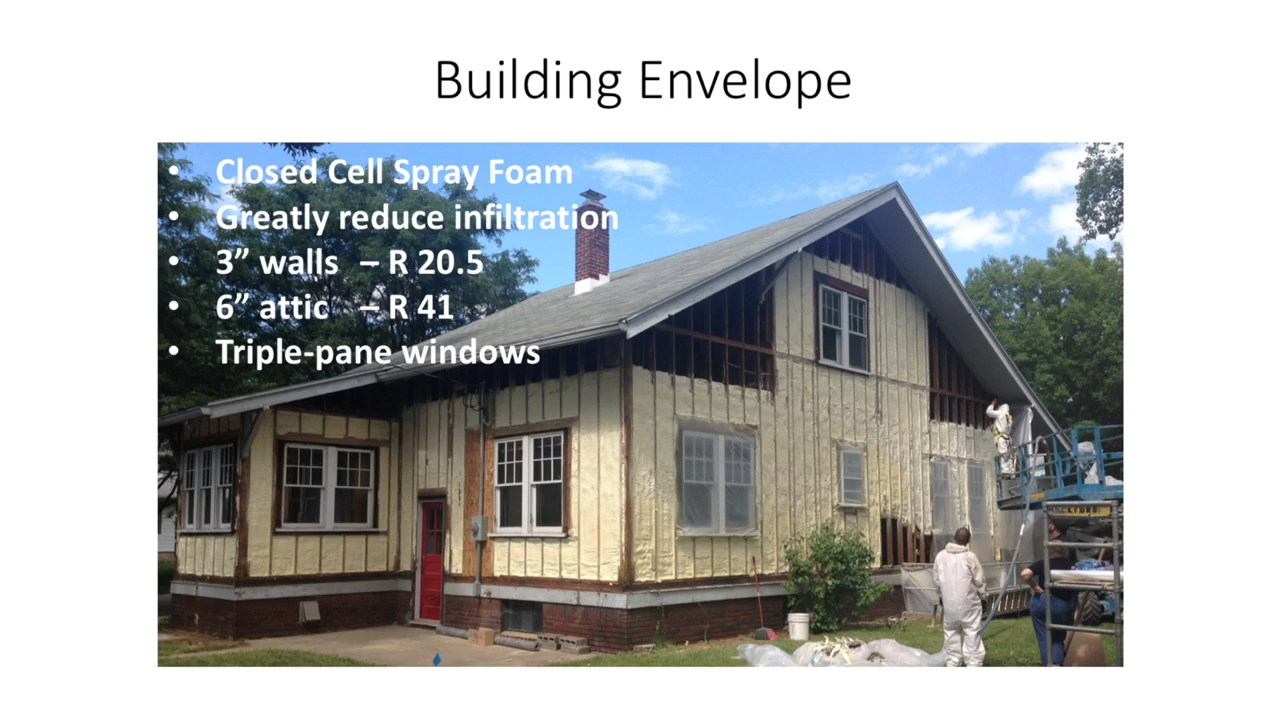 Building Envelope
• Closed Cell Spray Foam
• Greatly reduce infiltration
• 3” walls – R 20.5
• 6” attic – R 41
• Triple-pane windows